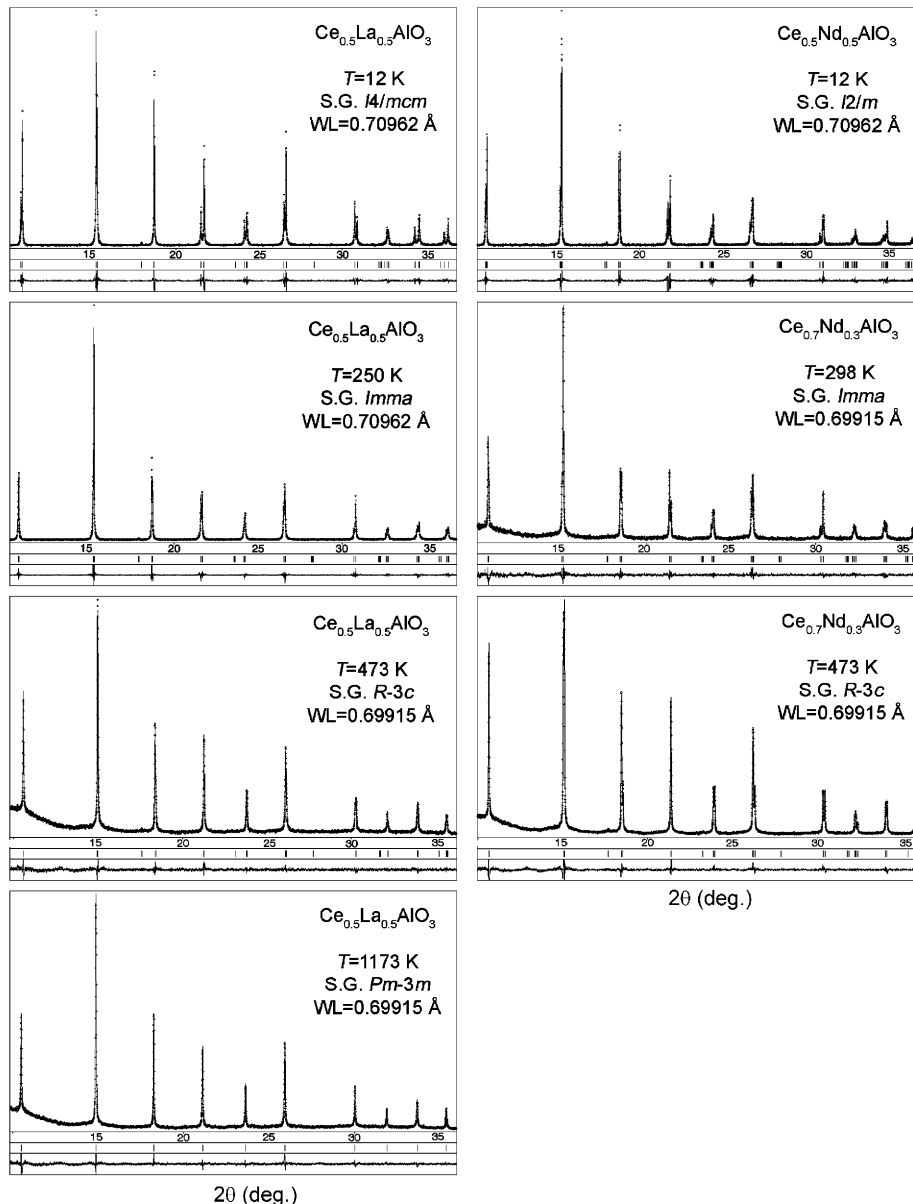 Ce₀.₅La₀.₅AlO₃
T=12 K
S.G. I4/mcm
WL=0.70962 Å
15 20 25 30 35
Ce₀.₅Nd₀.₅AlO₃
T=12 K
S.G. I2/m
WL=0.70962 Å
15 20 25 30 35
Ce₀.₅La₀.₅AlO₃
T=250 K
S.G. Imma
WL=0.70962 Å
15 20 25 30 35
Ce₀.₇Nd₀.₃AlO₃
T=298 K
S.G. Imma
WL=0.69915 Å
15 20 25 30 35
Ce₀.₅La₀.₅AlO₃
T=473 K
S.G. R-3c
WL=0.69915 Å
15 20 25 30 35
Ce₀.₇Nd₀.₃AlO₃
T=473 K
S.G. R-3c
WL=0.69915 Å
15 20 25 30 35
2θ (deg.)
Ce₀.₅La₀.₅AlO₃
T=1173 K
S.G. Pm-3m
WL=0.69915 Å
15 20 25 30 35
2θ (deg.)